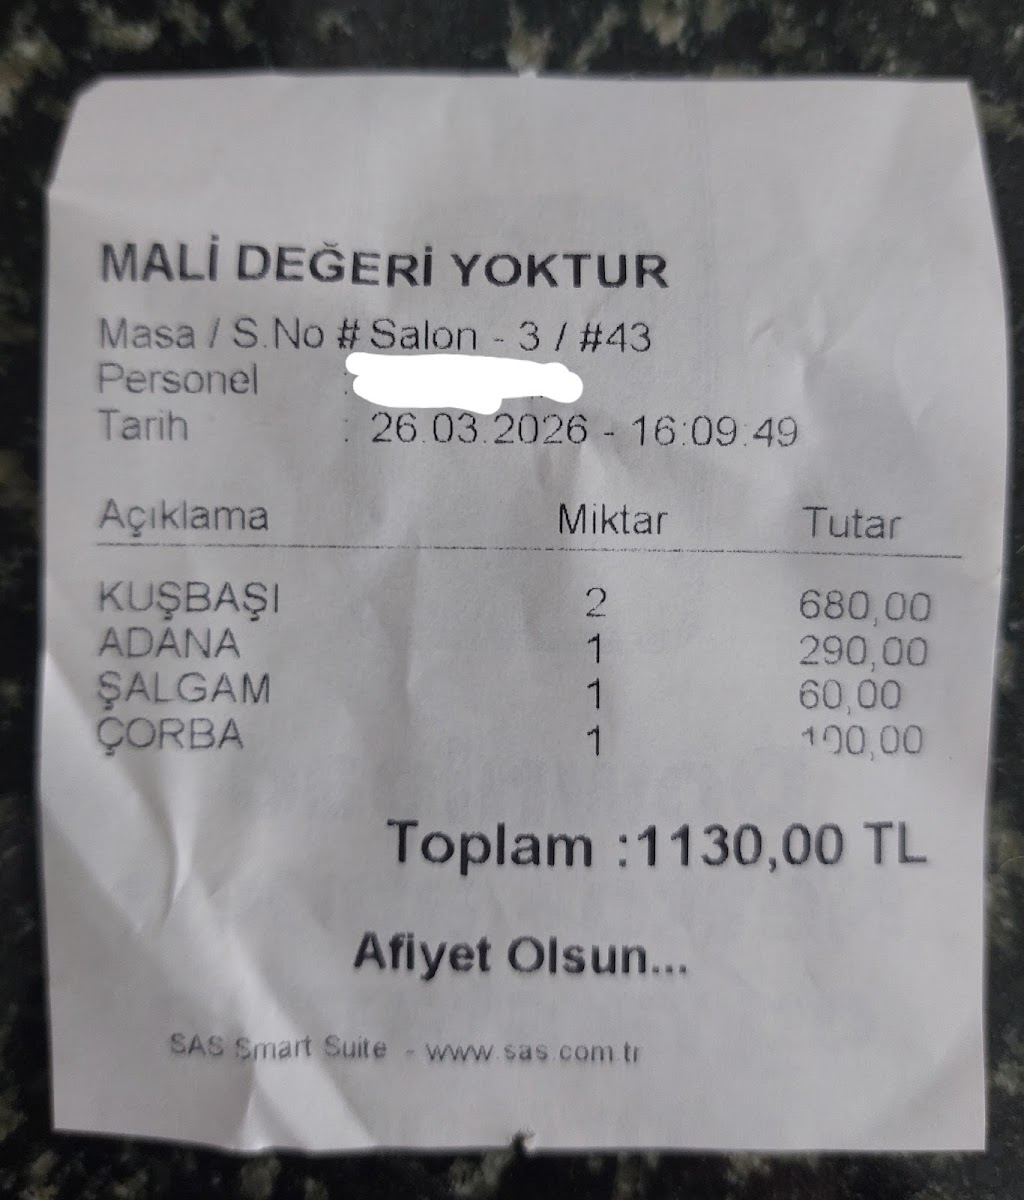 MALİ DEĞERİ YOKTUR
Masa / S.No # Salon - 3 / #43
Personel :
Tarih : 26.03.2026 - 16:09:49
Açıklama Miktar Tutar
KUŞBAŞI 2 680,00
ADANA 1 290,00
ŞALGAM 1 60,00
ÇORBA 1 100,00
Toplam :1130,00 TL
Afiyet Olsun...
SAS Smart Suite - www.sas.com.tr